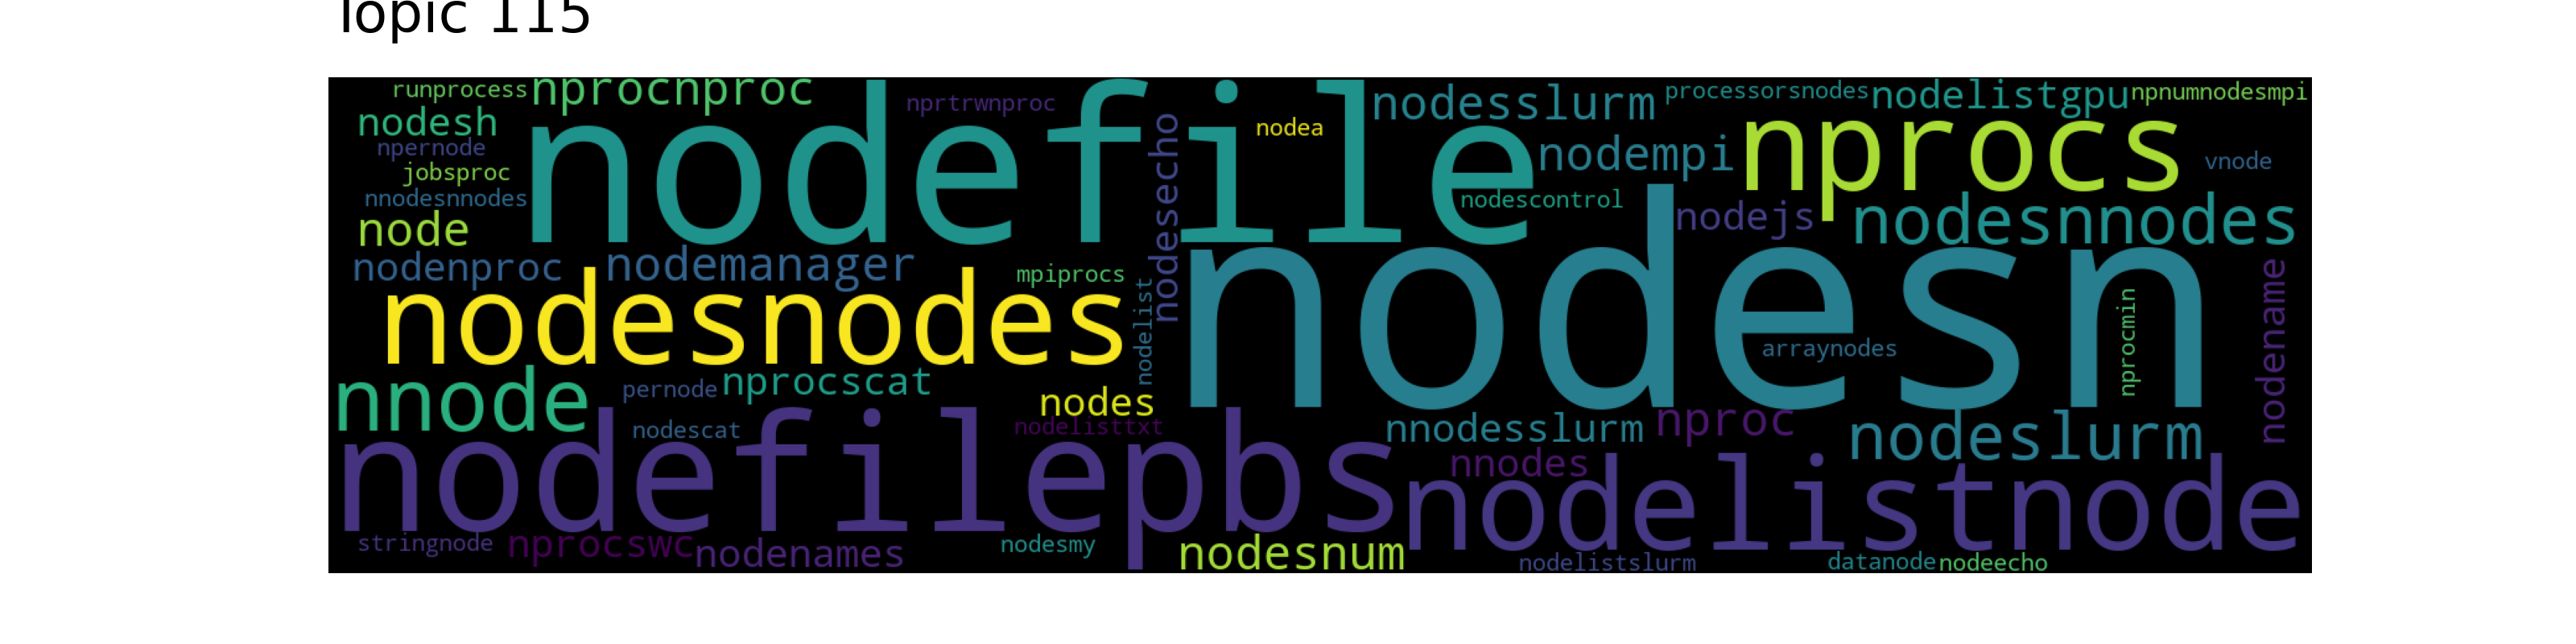 Topic 115
runprocess nprocnproc nprtrwnproc nodesslurm processorsnodes nodelistgpu npnumnodesmpi
nodesh nodefile nodea nprocs
npernode nodempi vnode
jobsproc
nnodesnnodes nodescontrol
node nodesecho nodejs nodesnnodes
nodenproc nodemanager mpiprocs
nodesnodes nodelist nodesn nprocmin nodename
arraynodes
nnode pernode nprocscat nodes
nodescat nodelisttxt nnodesslurm nproc nodeslurm
nnodes
nodefilepbs nodelistnode
stringnode nprocswc nodenames nodesmy nodesnum nodelistslurm datanode nodeecho